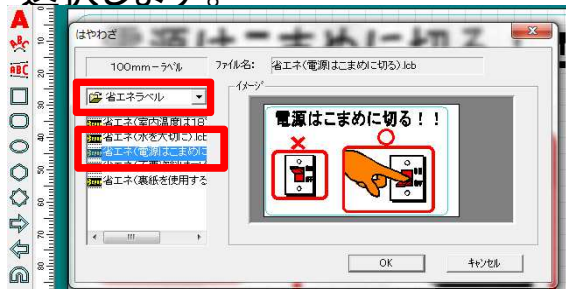 選択します。
A
ABC
はやわざ
100mmーラベル
ファイル名:
省エネ(電源はこまめに切る).lcb
省エネラベル
イメージ
省エネ(室内温度は18°
省エネ(水を大切に).lcb
省エネ(電源はこまめに
省エネ(裏紙を使用する
電源はこまめに切る!!
OK
キャンセル